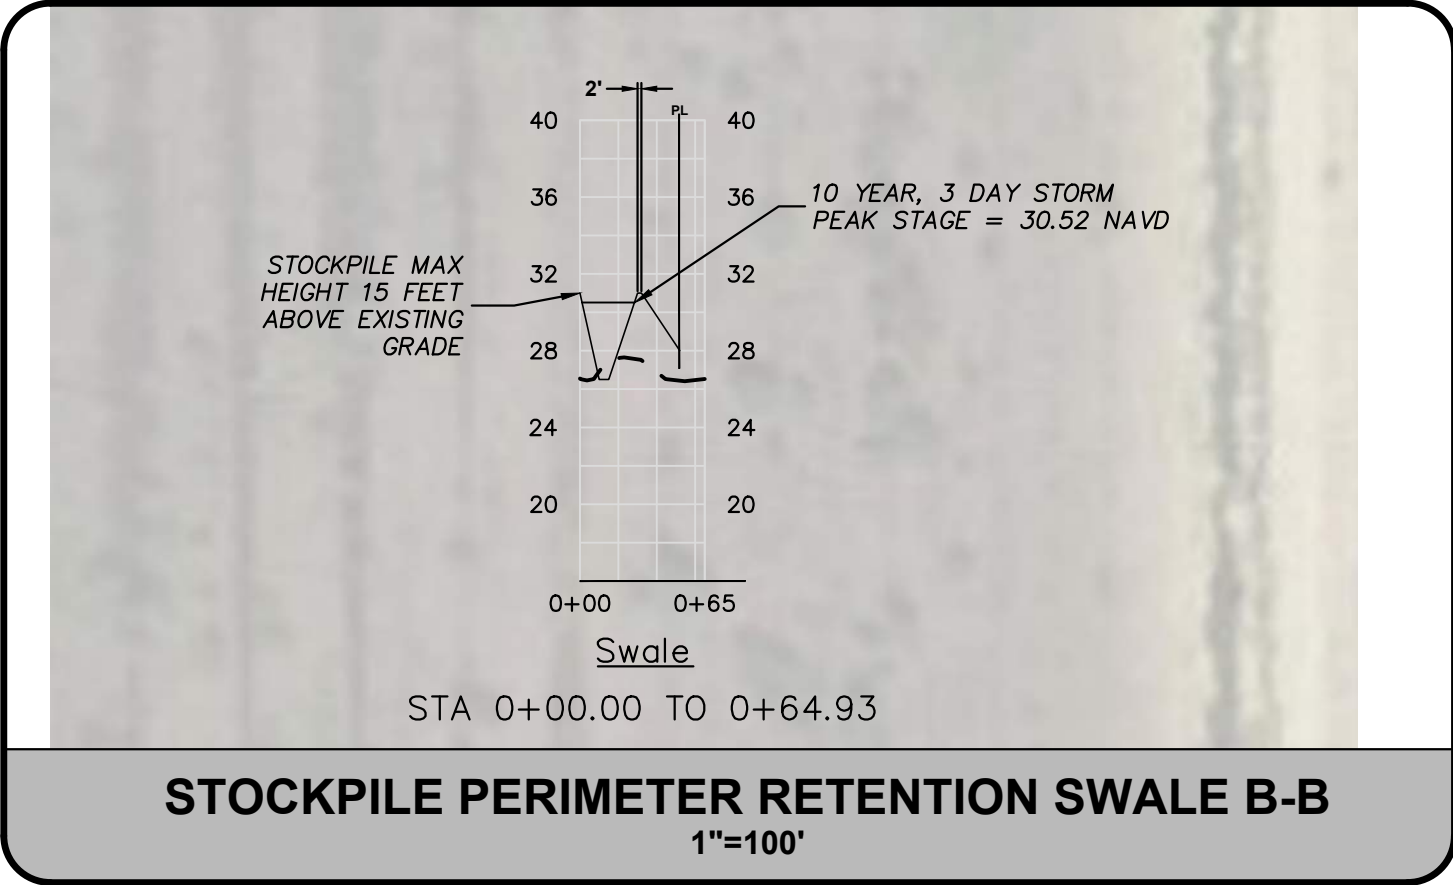 2'
PL
40 40
10 YEAR, 3 DAY STORM
PEAK STAGE = 30.52 NAVD
36 36
STOCKPILE MAX
HEIGHT 15 FEET
ABOVE EXISTING
GRADE
32 32
28 28
24 24
20 20
0+00 0+65
Swale
STA 0+00.00 TO 0+64.93
STOCKPILE PERIMETER RETENTION SWALE B-B
1"=100'